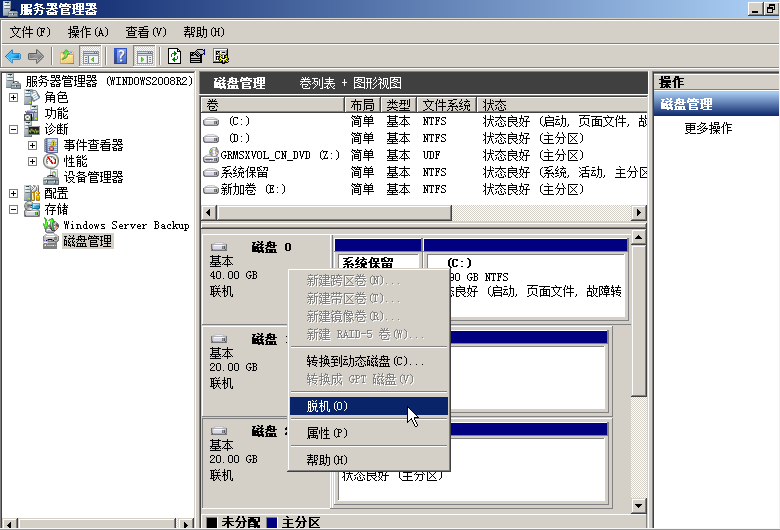 服务器管理器
文件(F) 操作(A) 查看(V) 帮助(H)
服务器管理器 (WINDOWS2008R2)
角色
功能
诊断
事件查看器
性能
设备管理器
配置
存储
Windows Server Backup
磁盘管理
磁盘管理 卷列表 + 图形视图
卷 布局 类型 文件系统 状态
(C:) 简单 基本 NTFS 状态良好 (启动, 页面文件, 故
(D:) 简单 基本 NTFS 状态良好 (主分区)
GRMSXVOL_CN_DVD (Z:) 简单 基本 UDF 状态良好 (主分区)
系统保留 简单 基本 NTFS 状态良好 (系统, 活动, 主分区
新加卷 (E:) 简单 基本 NTFS 状态良好 (主分区)
磁盘 0
基本
40.00 GB
联机
系统保留
(C:)
90 GB NTFS
良好 (启动, 页面文件, 故障转
磁盘
基本
20.00 GB
联机
磁盘 2
基本
20.00 GB
联机
状态良好 (主分区)
新建跨区卷(N)...
新建带区卷(T)...
新建镜像卷(R)...
新建 RAID-5 卷(W)...
转换到动态磁盘(C)...
转换成 GPT 磁盘(V)
脱机(O)
属性(P)
帮助(H)
未分配 主分区
操作
磁盘管理
更多操作